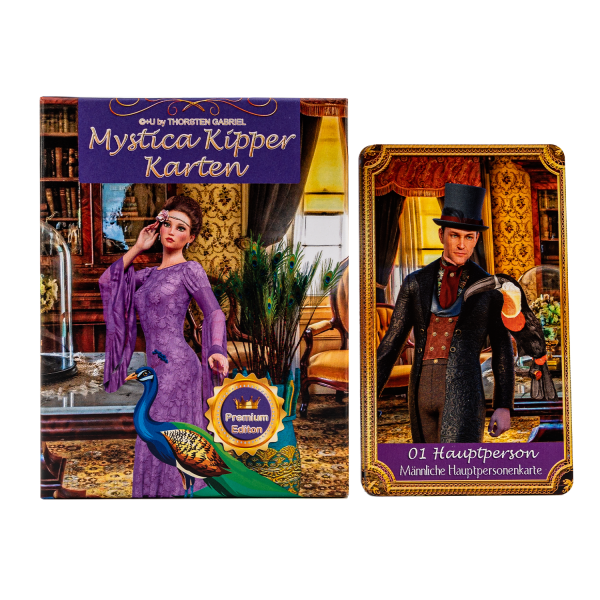 ©+U by THORSTEN GABRIEL
Mystica Kipper
Karten
Premium
Edition
01 Hauptperson
Männliche Hauptpersonenkarte